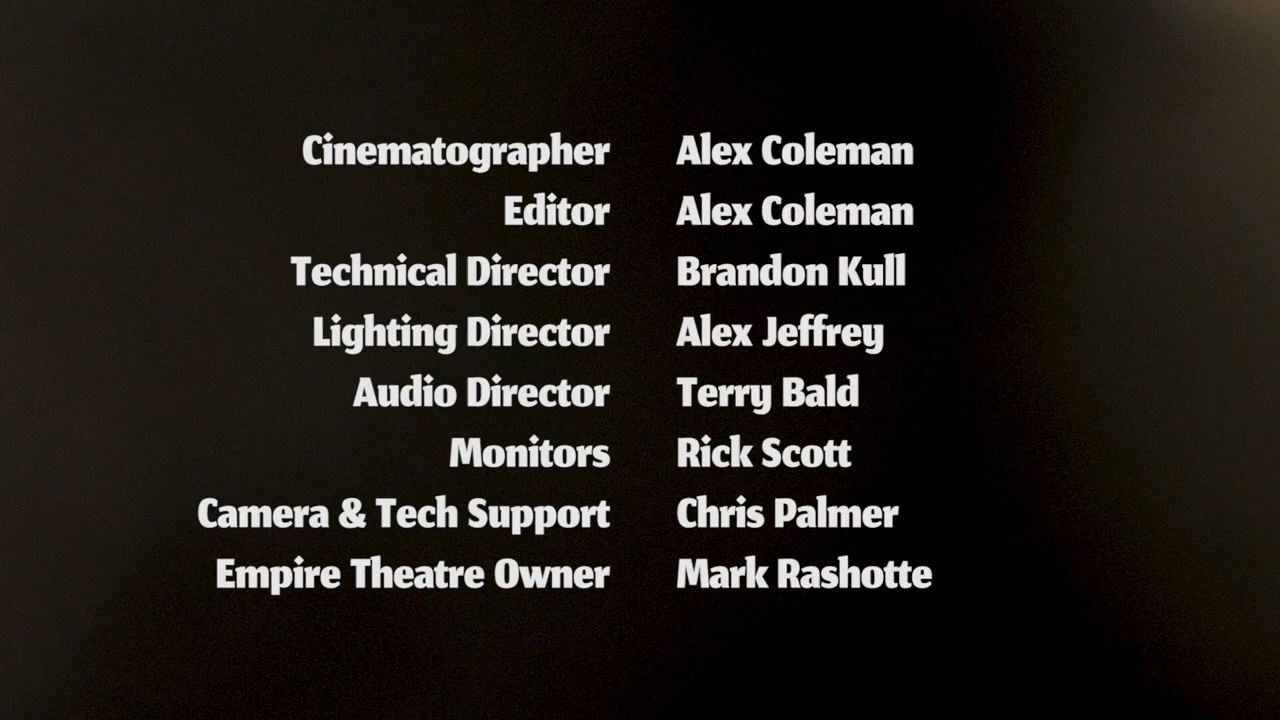 Cinematographer Alex Coleman
Editor Alex Coleman
Technical Director Brandon Kull
Lighting Director Alex Jeffrey
Audio Director Terry Bald
Monitors Rick Scott
Camera & Tech Support Chris Palmer
Empire Theatre Owner Mark Rashotte